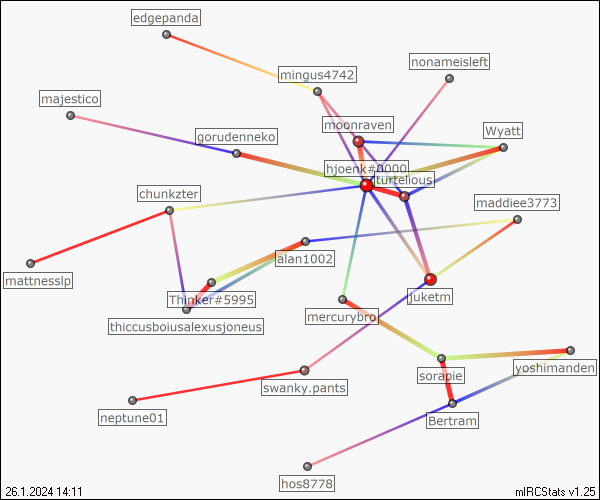 edgepanda
nonameisleft
mingus4742
majestico
moonraven
Wyatt
gorudenneko
hjoenk#0000
turtelious
chunkzter
maddiee3773
alan1002
mattnesslp
Thinker#5995
juketm
mercurybro
thiccusboiusalexusjoneus
sorapie
yoshimanden
swanky.pants
neptune01
Bertram
hos8778
26.1.2024 14:11
mIRCStats v1.25